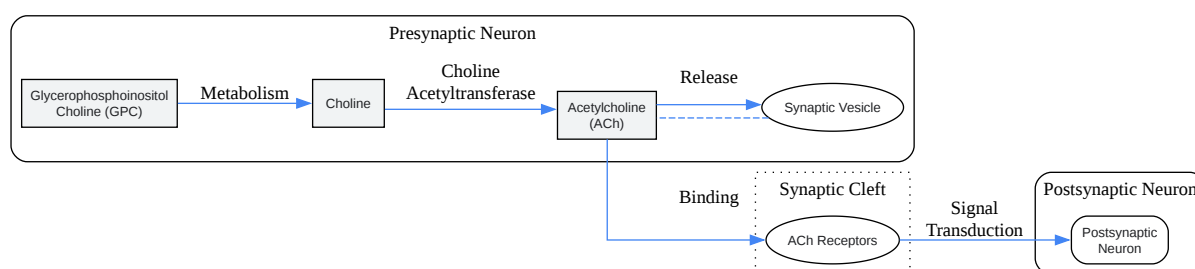 Presynaptic Neuron
Glycerophosphoinositol
Choline (GPC)
Metabolism
Choline
Choline
Acetyltransferase
Acetylcholine
(ACh)
Release
Synaptic Vesicle
Binding
Synaptic Cleft
ACh Receptors
Signal
Transduction
Postsynaptic Neuron
Postsynaptic
Neuron